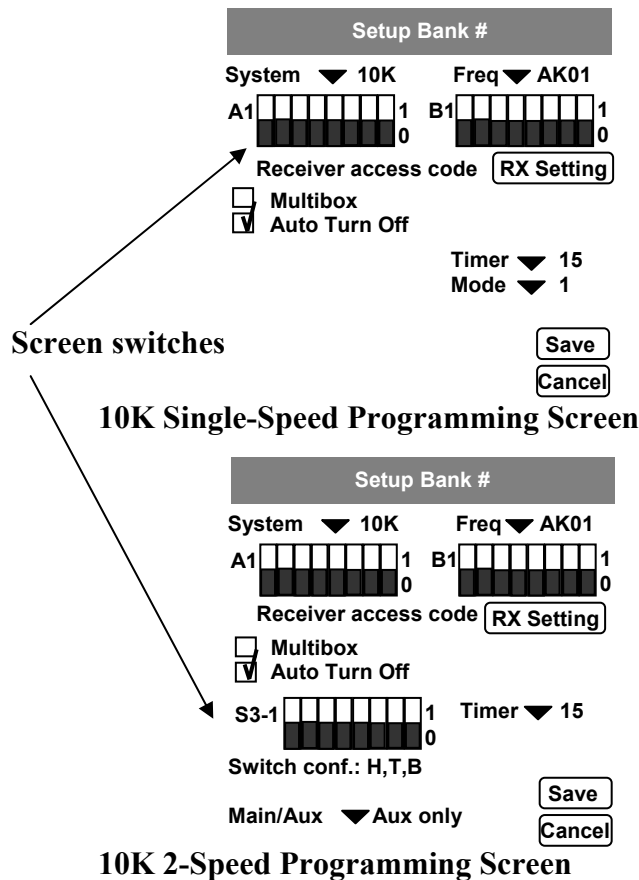 Setup Bank #
System 10K Freq AK01
A1 1 B1 1
0 0
Receiver access code RX Setting
Multibox
Auto Turn Off
Timer 15
Mode 1
Screen switches
Save
Cancel
10K Single-Speed Programming Screen
Setup Bank #
System 10K Freq AK01
A1 1 B1 1
0 0
Receiver access code RX Setting
Multibox
Auto Turn Off
S3-1 1 Timer 15
0
Switch conf.: H,T,B
Save
Main/Aux Aux only
Cancel
10K 2-Speed Programming Screen